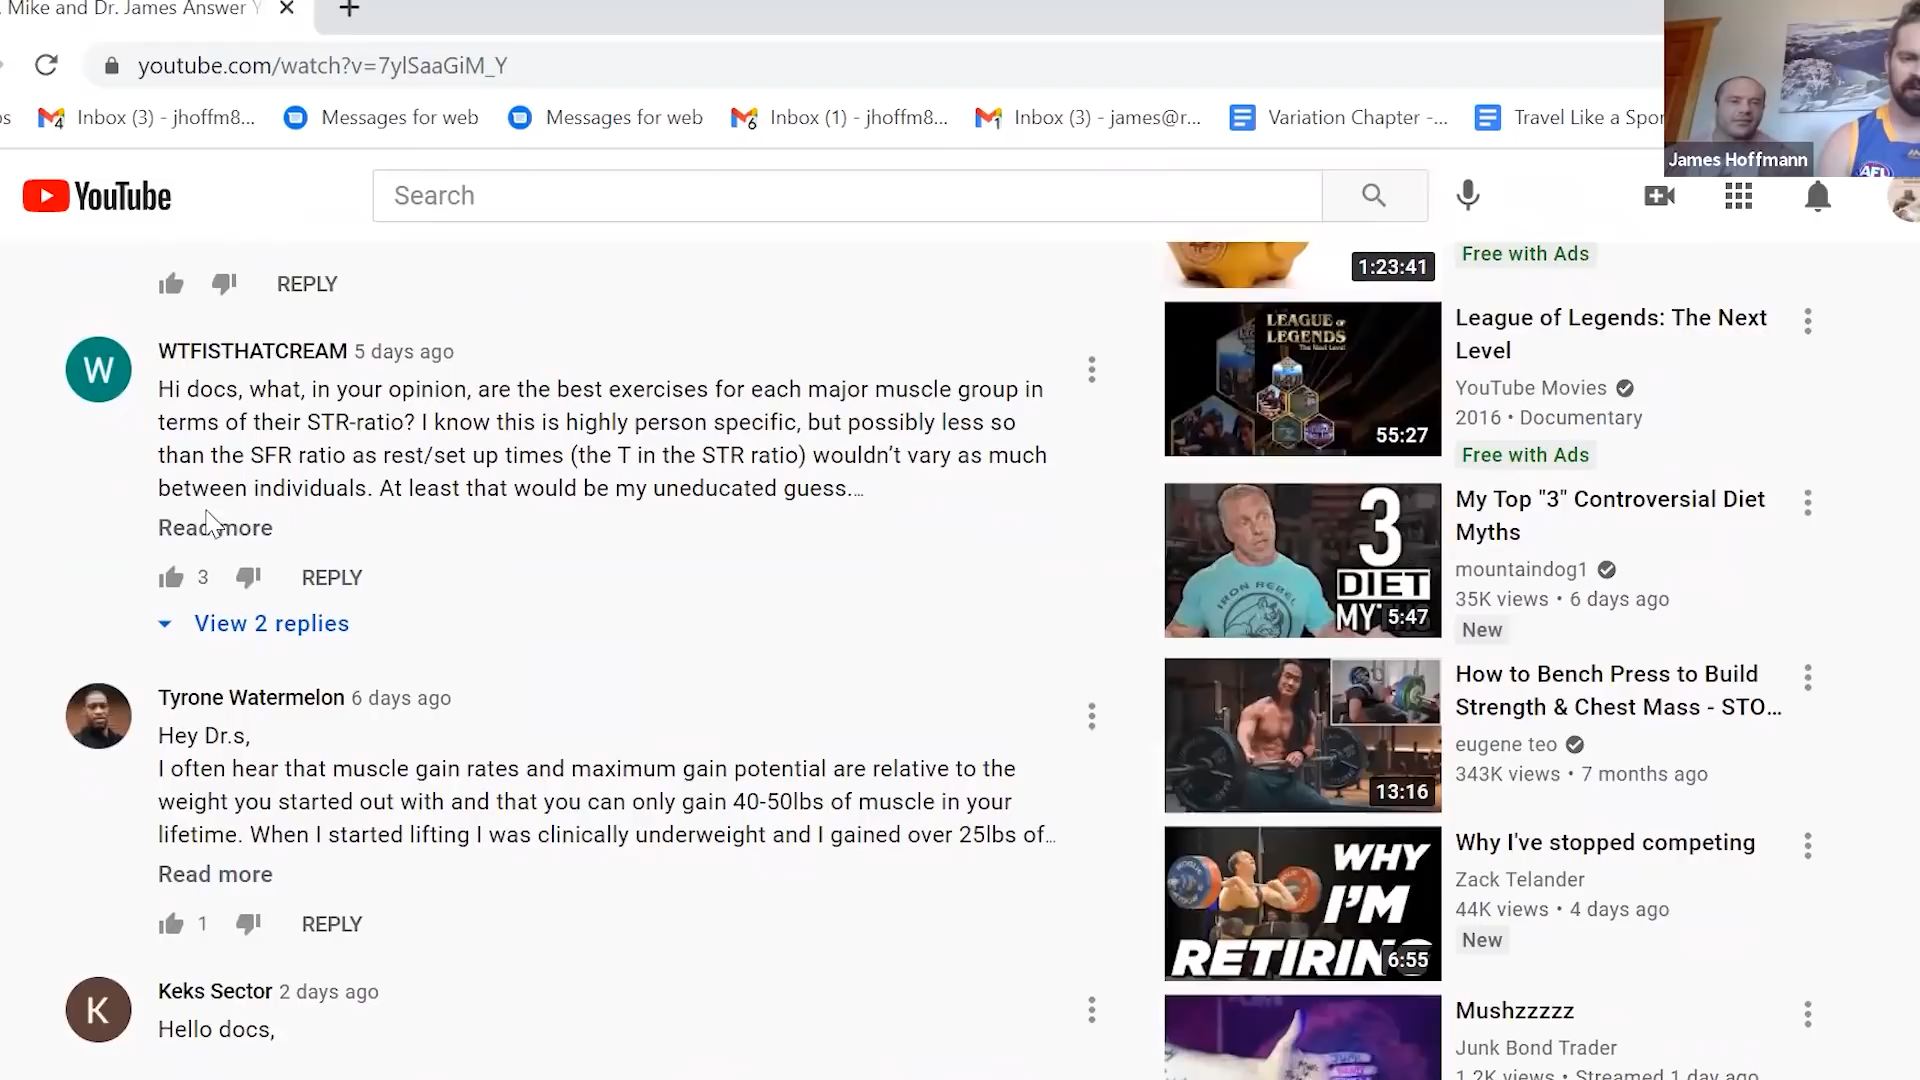 Mike and Dr. James Answer Y
youtube.com/watch?v=7ylSaaGiM_Y
Inbox (3) - jhoffm8...
Messages for web
Messages for web
Inbox (1) - jhoffm8...
Inbox (3) - james@r...
Variation Chapter -...
Travel Like a Spor
James Hoffmann
AFL
YouTube
Search
REPLY
WTFISTHATCREAM 5 days ago
Hi docs, what, in your opinion, are the best exercises for each major muscle group in
terms of their STR-ratio? I know this is highly person specific, but possibly less so
than the SFR ratio as rest/set up times (the T in the STR ratio) wouldn't vary as much
between individuals. At least that would be my uneducated guess....
Read more
3 REPLY
View 2 replies
Tyrone Watermelon 6 days ago
Hey Dr.s,
I often hear that muscle gain rates and maximum gain potential are relative to the
weight you started out with and that you can only gain 40-50lbs of muscle in your
lifetime. When I started lifting I was clinically underweight and I gained over 25lbs of...
Read more
1 REPLY
K
Keks Sector 2 days ago
Hello docs,
W
1:23:41
Free with Ads
LEAGUE OF
LEGENDS
The Next Level
55:27
League of Legends: The Next
Level
YouTube Movies
2016 • Documentary
Free with Ads
3
DIET
IRON REBEL
5:47
My Top "3" Controversial Diet
Myths
mountaindog1
35K views • 6 days ago
New
13:16
How to Bench Press to Build
Strength & Chest Mass - STO...
eugene teo
343K views • 7 months ago
WHY
I'M
RETIRIN
6:55
Why I've stopped competing
Zack Telander
44K views • 4 days ago
New
Mushzzzzz
Junk Bond Trader
1.2K views • Streamed 1 day ago